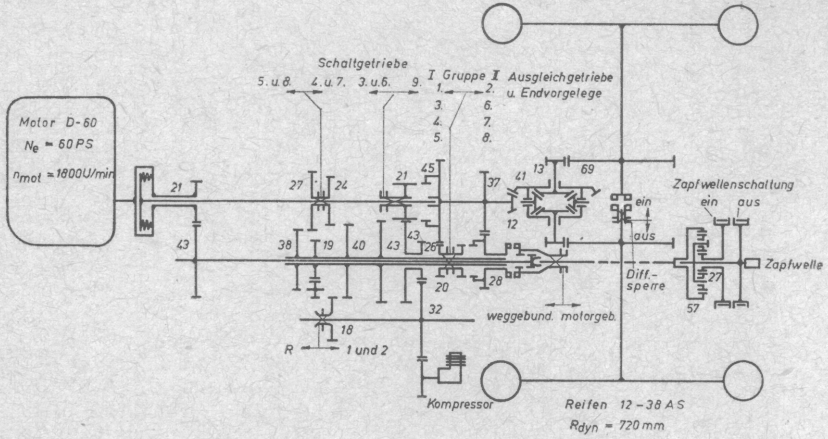 Schaltgetriebe
5. u. 8.
4. u. 7.
3. u 6.
9.
I Gruppe II
1.
2.
3.
6.
4.
7.
5.
8.
Ausgleichgetriebe
u. Endvorgelege
Motor D-60
Ne = 60 PS
nmot = 1800 U/min
21
43
27
24
21
45
37
41
12
13
69
ein
aus
Diff.-
sperre
Zapfwellenschaltung
ein
aus
Zapfwelle
27
57
38
19
40
43
43
26
20
28
weggebund.
motorgeb.
18
32
R
1 und 2
Kompressor
Reifen 12-38 AS
Rdyn = 720 mm